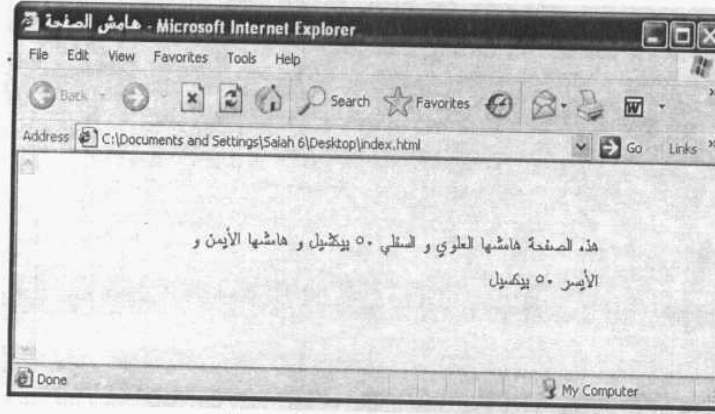 هامش الصفحة - Microsoft Internet Explorer
File Edit View Favorites Tools Help
Back Search Favorites
Address C:\Documents and Settings\Salah 6\Desktop\index.html Go Links »
هذه الصفحة هامشها العلوي و السفلي ٥٠ بيكسيل و هامشها الأيمن و
الأيسر ٥٠ بيكسيل
Done My Computer